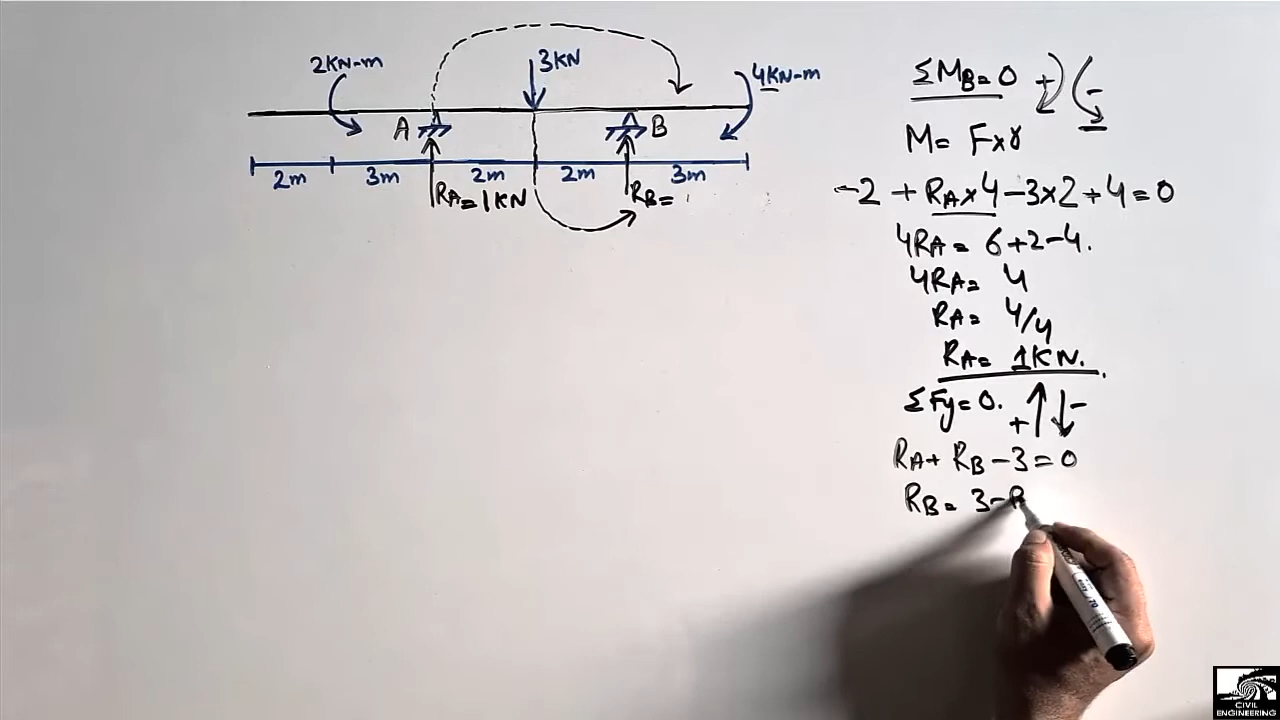 2KN-m
3KN
4KN-m
A
B
2m 3m 2m 2m 3m
RA=1KN
RB=
ΣMB=0 + -
M= F×r
-2 + RA×4-3×2+4=0
4RA= 6+2-4.
4RA= 4
RA= 4/4
RA= 1KN.
ΣFy=0. + -
RA+ RB-3=0
RB= 3-R
CIVIL
ENGINEERING